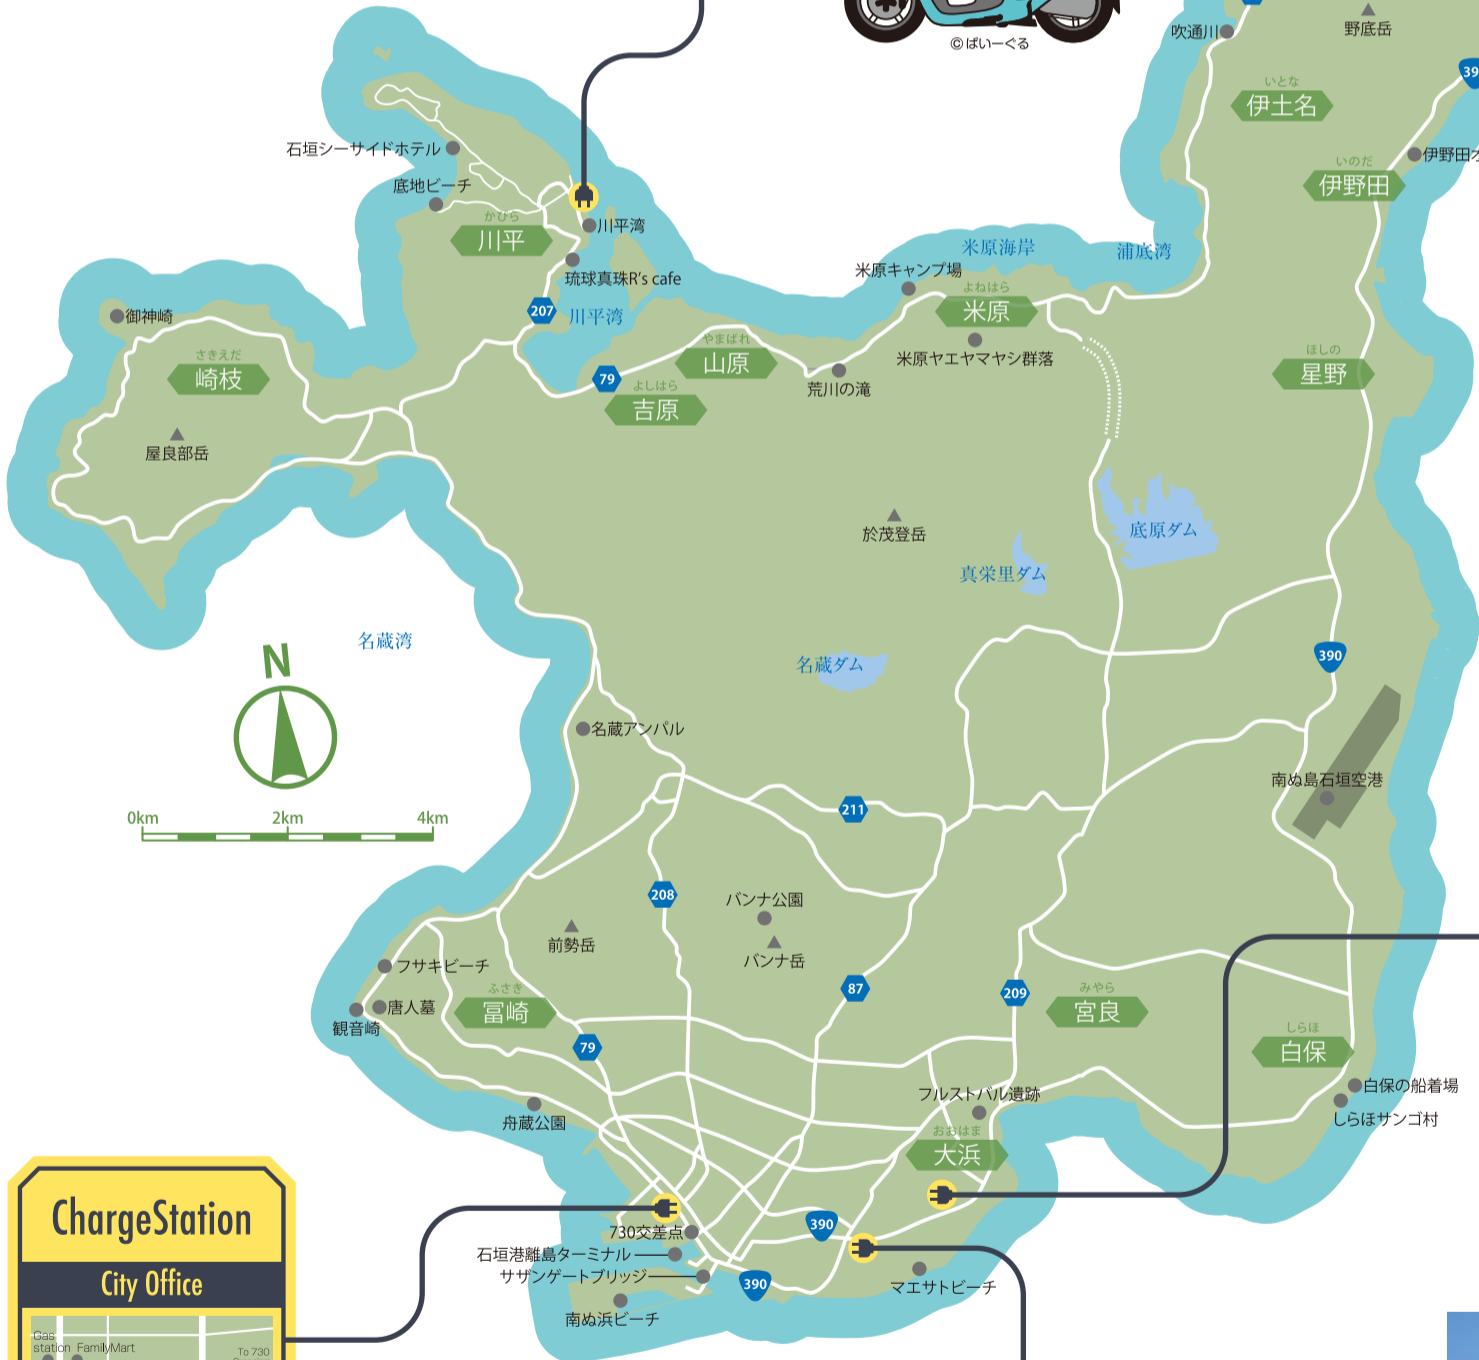 ©ばいーぐる
吹通川
野底岳
39
いとな
伊土名
石垣シーサイドホテル
底地ビーチ
いのだ
伊野田
伊野田オ
かびら
川平
川平湾
琉球真珠R's cafe
207
川平湾
米原海岸
浦底湾
米原キャンプ場
よねはら
米原
米原ヤエヤマヤシ群落
御神崎
さきえだ
崎枝
屋良部岳
やまばれ
山原
79
よしはら
吉原
荒川の滝
ほしの
星野
於茂登岳
底原ダム
真栄里ダム
名蔵湾
名蔵ダム
390
N
0km
2km
4km
名蔵アンパル
南ぬ島石垣空港
211
208
バンナ公園
バンナ岳
前勢岳
フサキビーチ
唐人墓
観音崎
ふさき
冨崎
87
209
みやら
宮良
79
しらほ
白保
白保の船着場
しらほサンゴ村
舟蔵公園
フルストバル遺跡
おおはま
大浜
730交差点
石垣港離島ターミナル
サザンゲートブリッジ
390
390
マエサトビーチ
南ぬ浜ビーチ
ChargeStation
City Office
Gas
station FamilyMart
To 730